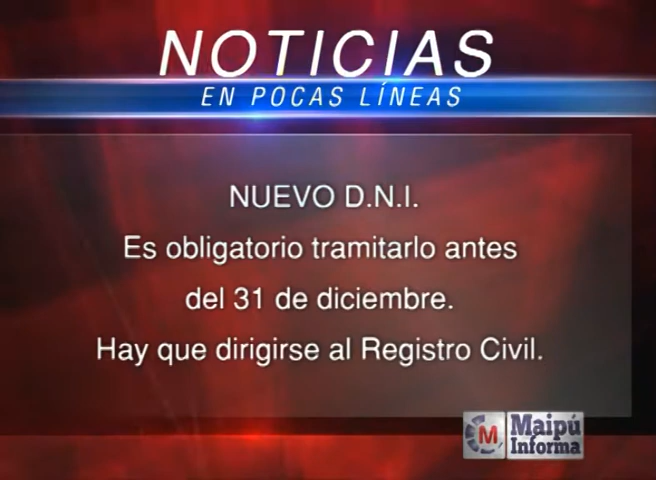 NOTICIAS
EN POCAS LÍNEAS
NUEVO D.N.I.
Es obligatorio tramitarlo antes
del 31 de diciembre.
Hay que dirigirse al Registro Civil.
M Maipú
Informa